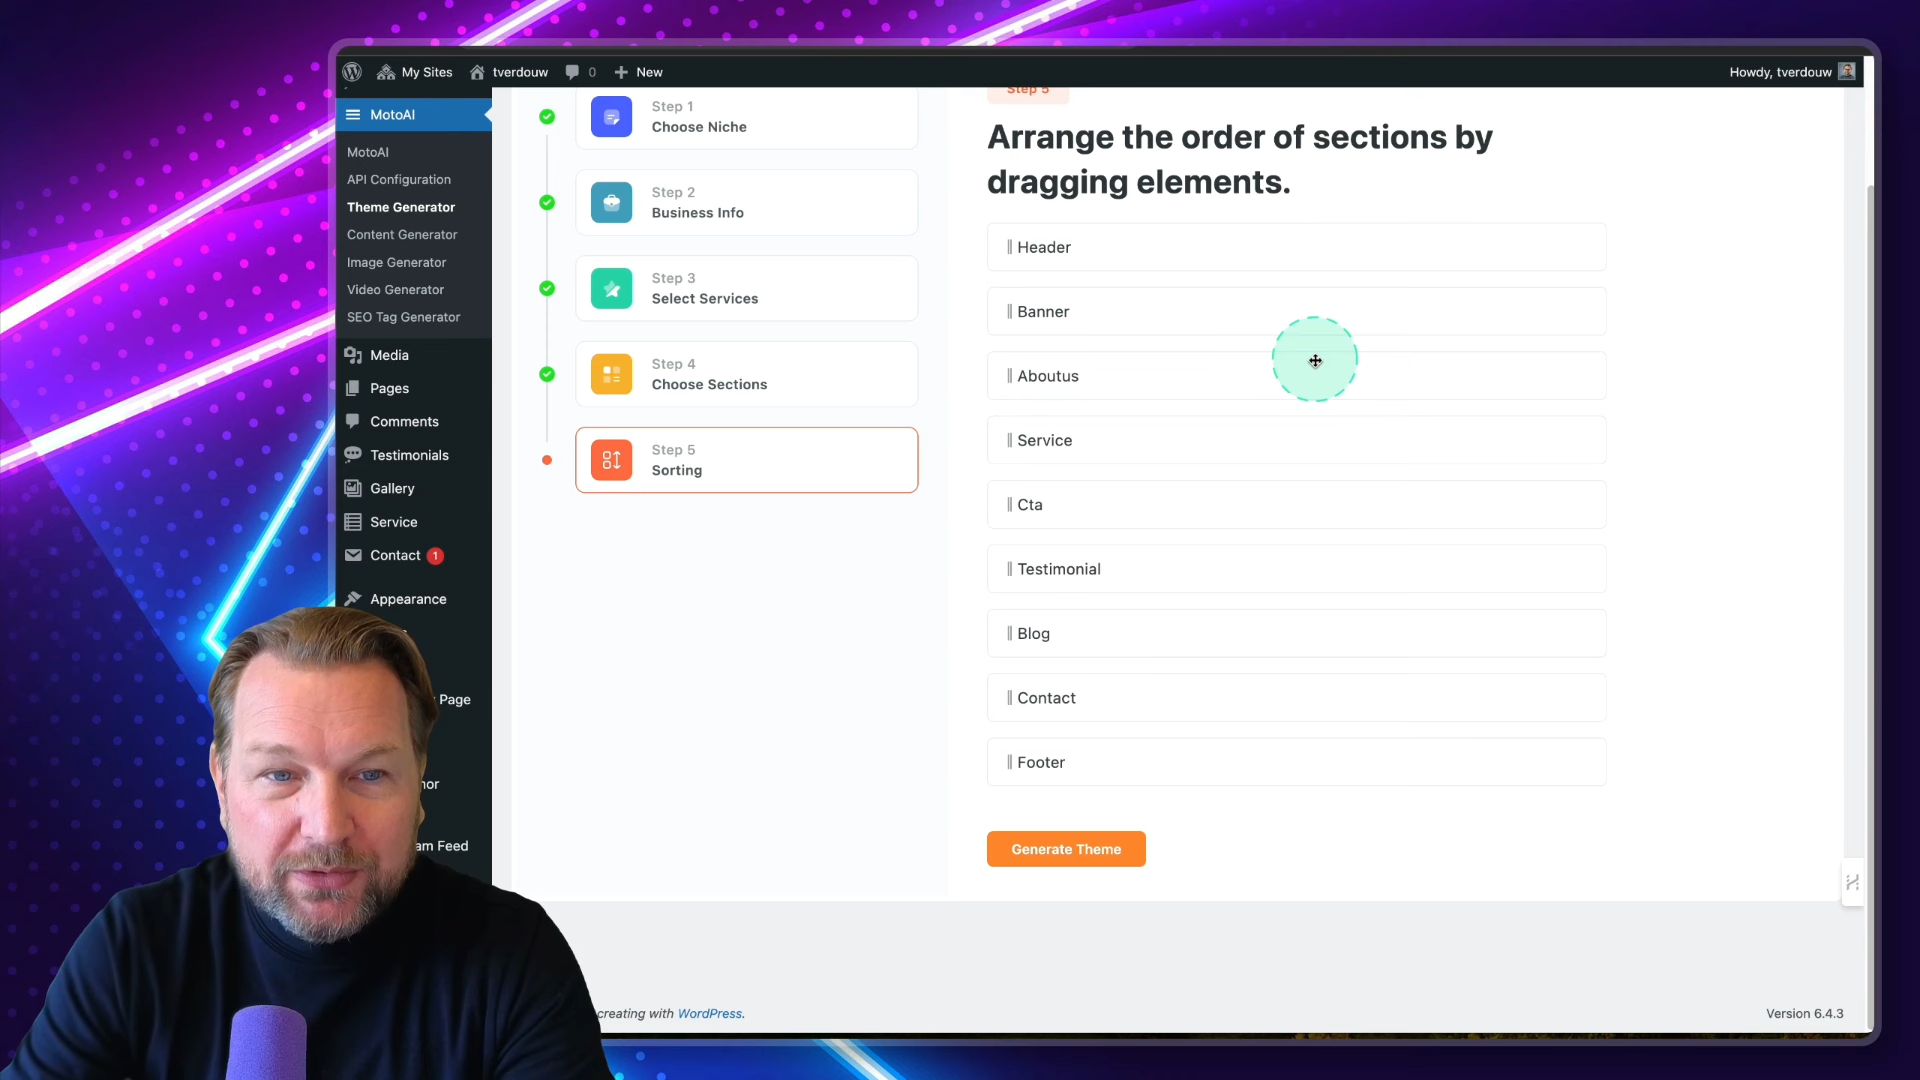 My Sites
tverdouw
0
New
Howdy, tverdouw
MotoAI
MotoAI
API Configuration
Theme Generator
Content Generator
Image Generator
Video Generator
SEO Tag Generator
Media
Pages
Comments
Testimonials
Gallery
Service
Contact 1
Appearance
Page
am Feed
Step 1
Choose Niche
Step 2
Business Info
Step 3
Select Services
Step 4
Choose Sections
Step 5
Sorting
Step 5
Arrange the order of sections by
dragging elements.
Header
Banner
Aboutus
Service
Cta
Testimonial
Blog
Contact
Footer
Generate Theme
creating with WordPress.
Version 6.4.3